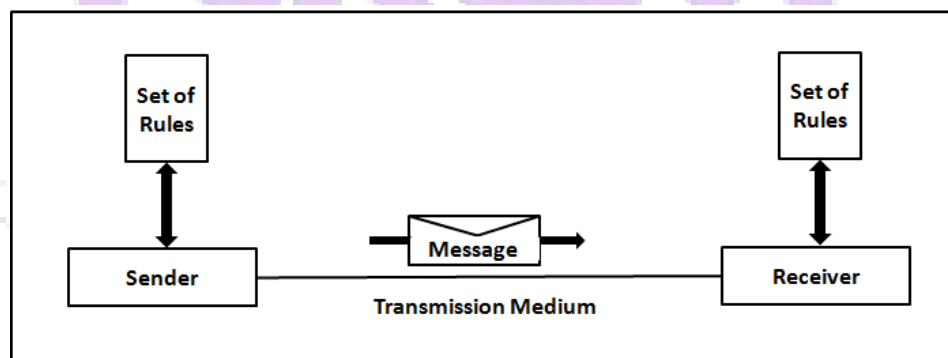 Set of
Rules
Set of
Rules
Message
Sender
Receiver
Transmission Medium